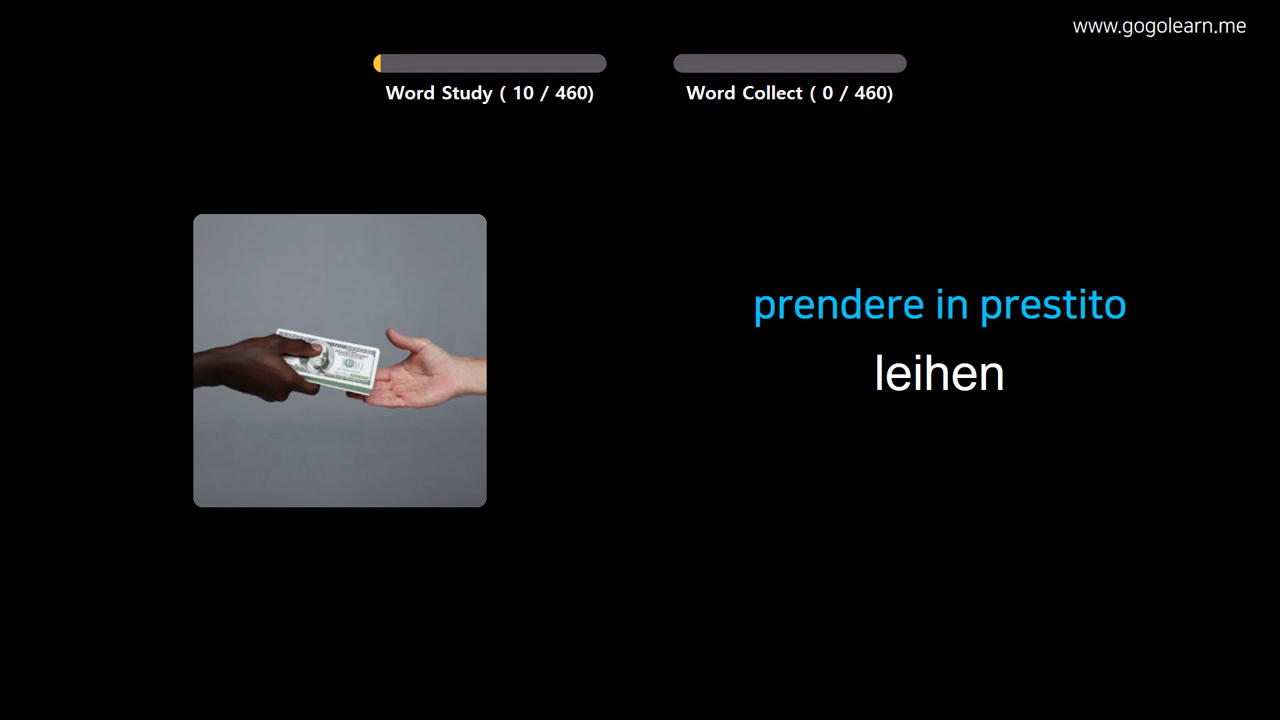 www.gogolearn.me
Word Study ( 10 / 460)
Word Collect ( 0 / 460)
prendere in prestito
leihen